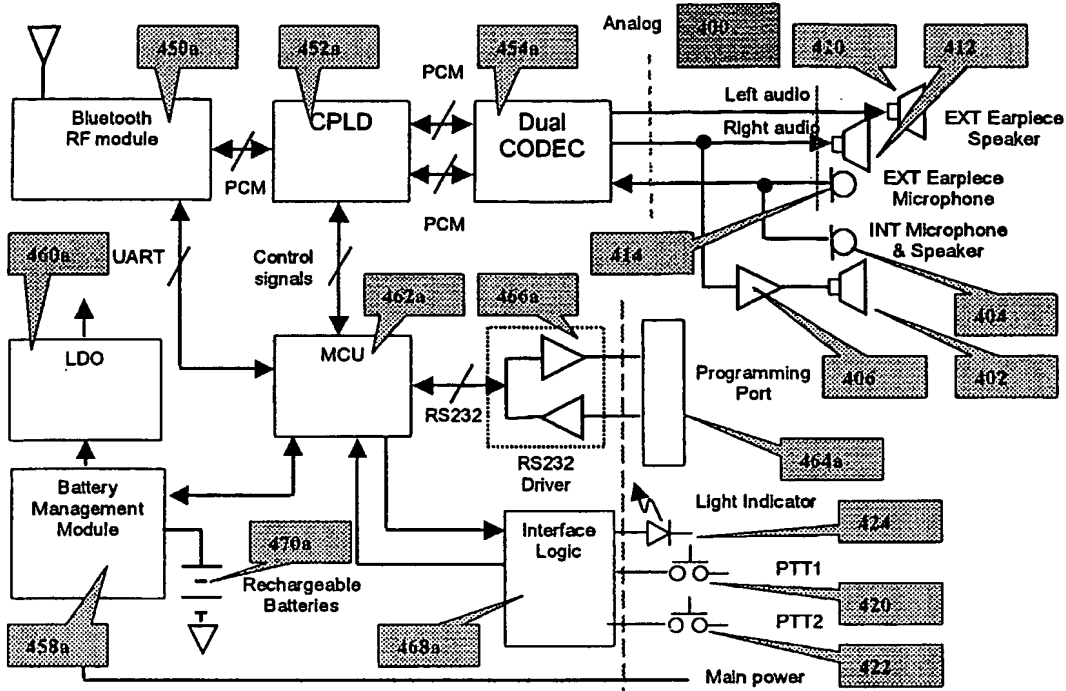 Analog
400
450a
452a
454a
410
412
PCM
Left audio
Bluetooth
RF module
CPLD
Dual
CODEC
Right audio
EXT Earpiece
Speaker
PCM
PCM
EXT Earpiece
Microphone
460a
UART
Control
signals
414
INT Microphone
& Speaker
462a
466a
404
LDO
MCU
406
402
RS232
Programming
Port
464a
Battery
Management
Module
RS232
Driver
Light Indicator
470a
Interface
Logic
424
Rechargeable
Batteries
PTT1
420
458a
468a
PTT2
422
Main power